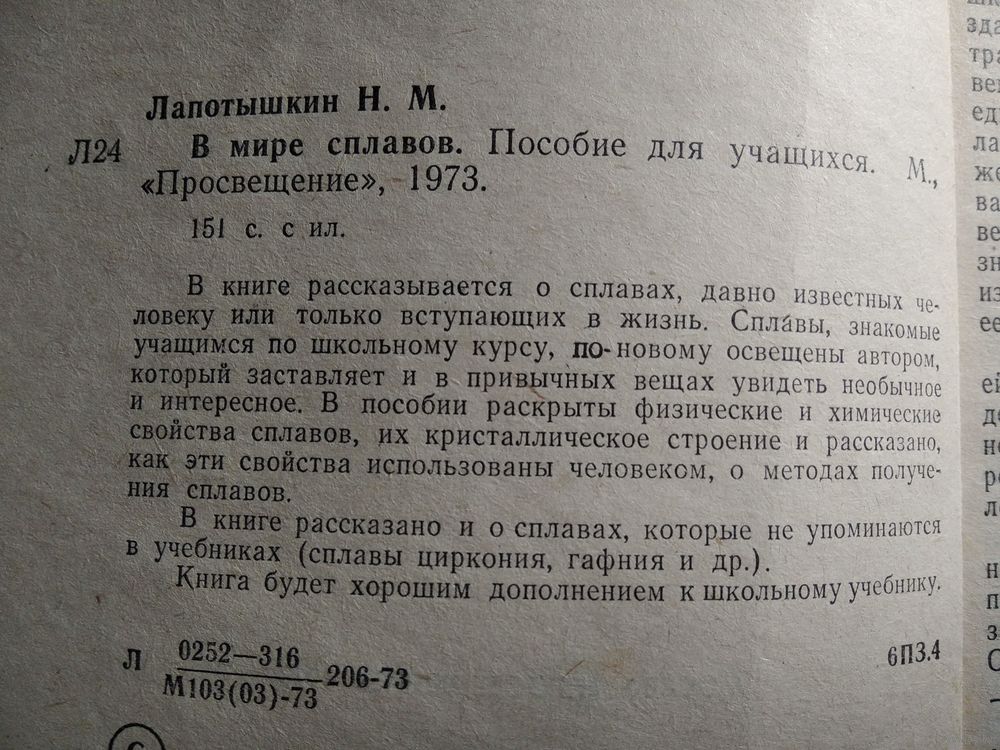 Лапотышкин Н. М.
Л24 В мире сплавов. Пособие для учащихся. М.,
«Просвещение», 1973.
151 с. с ил.
В книге рассказывается о сплавах, давно известных че-
ловеку или только вступающих в жизнь. Сплавы, знакомые
учащимся по школьному курсу, по-новому освещены автором,
который заставляет и в привычных вещах увидеть необычное
и интересное. В пособии раскрыты физические и химические
свойства сплавов, их кристаллическое строение и рассказано,
как эти свойства использованы человеком, о методах получе-
ния сплавов.
В книге рассказано и о сплавах, которые не упоминаются
в учебниках (сплавы циркония, гафния и др.).
Книга будет хорошим дополнением к школьному учебнику.
Л 0252—316
М103(03)-73 206-73
6П3.4